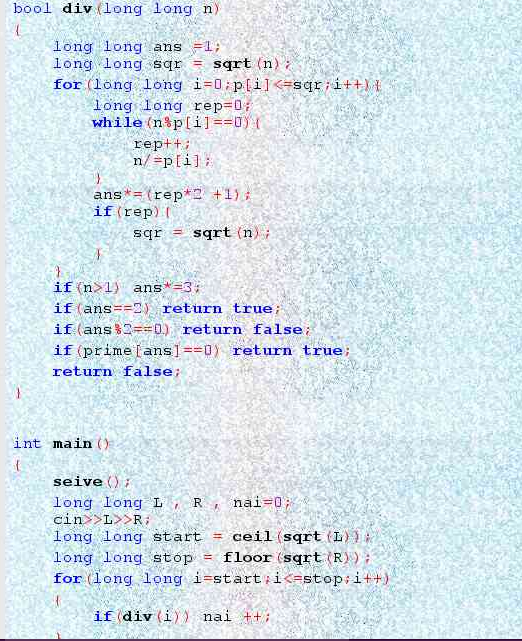 bool div(long long n)
{
    long long ans =1;
    long long sqr = sqrt(n);
    for(long long i=0;p[i]<=sqr;i++){
        long long rep=0;
        while(n%p[i]==0){
            rep++;
            n/=p[i];
        }
        ans*=(rep*2 +1);
        if(rep){
            sqr = sqrt(n);
        }
    }
    if(n>1) ans*=3;
    if(ans==2) return true;
    if(ans%2==0) return false;
    if(prime[ans]==0) return true;
    return false;
}
int main()
{
    seive();
    long long L , R , nai=0;
    cin>>L>>R;
    long long start = ceil(sqrt(L));
    long long stop = floor(sqrt(R));
    for(long long i=start;i<=stop;i++)
    {
        if(div(i)) nai ++;
    }